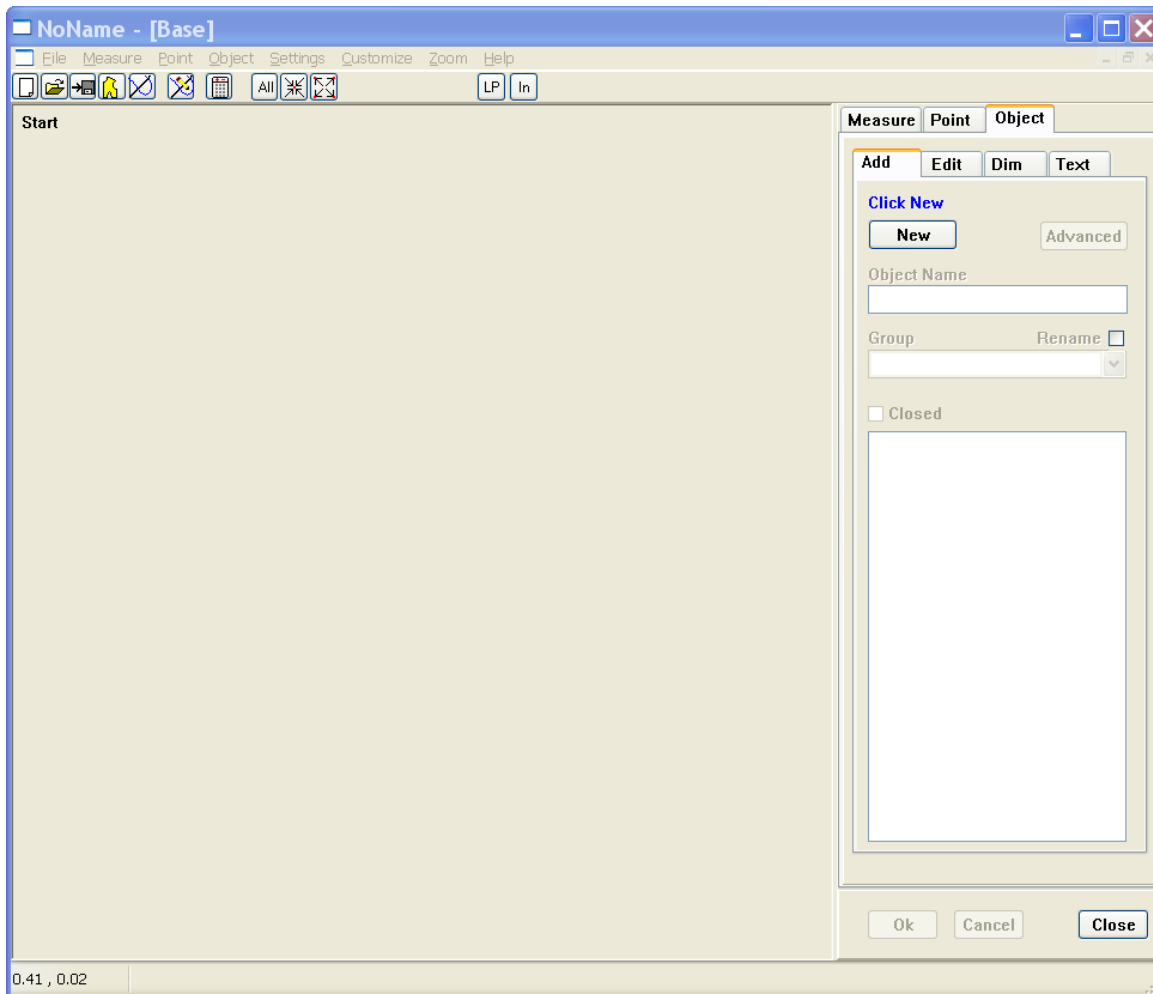 NoName - [Base]
File Measure Point Object Settings Customize Zoom Help
All LP In
Start
Measure Point Object
Add Edit Dim Text
Click New
New Advanced
Object Name
Group Rename
Closed
Ok Cancel Close
0.41 , 0.02